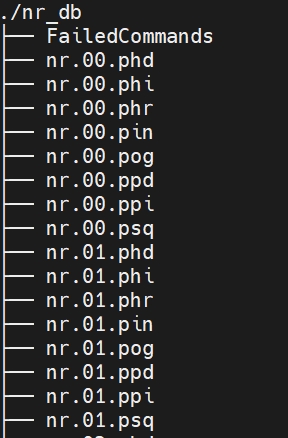 ./nr_db
├── FailedCommands
├── nr.00.phd
├── nr.00.phi
├── nr.00.phr
├── nr.00.pin
├── nr.00.pog
├── nr.00.ppd
├── nr.00.ppi
├── nr.00.psq
├── nr.01.phd
├── nr.01.phi
├── nr.01.phr
├── nr.01.pin
├── nr.01.pog
├── nr.01.ppd
├── nr.01.ppi
├── nr.01.psq